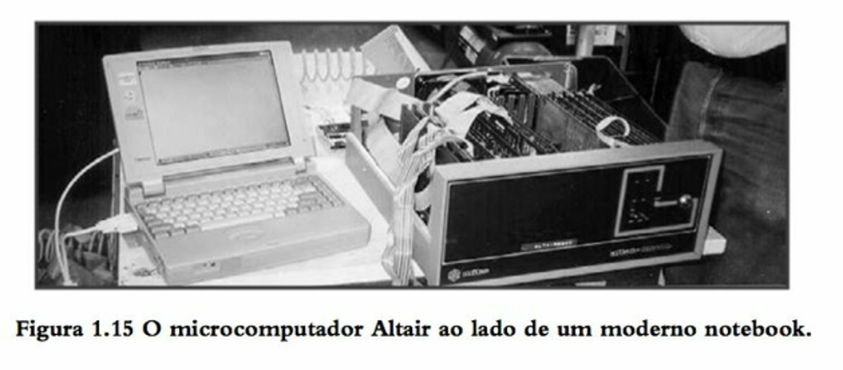 Figura 1.15 O microcomputador Altair ao lado de um moderno notebook.